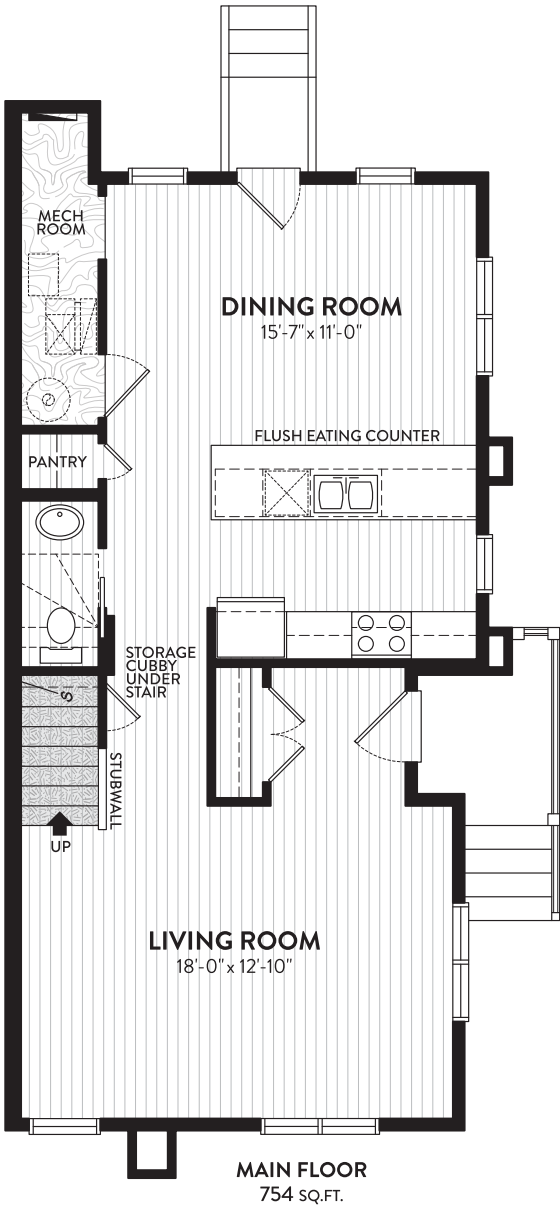 MECH
ROOM
DINING ROOM
15'-7" x 11'-0"
FLUSH EATING COUNTER
PANTRY
STORAGE
CUBBY
UNDER
STAIR
S
STUBWALL
UP
LIVING ROOM
18'-0" x 12'-10"
MAIN FLOOR
754 SQ.FT.